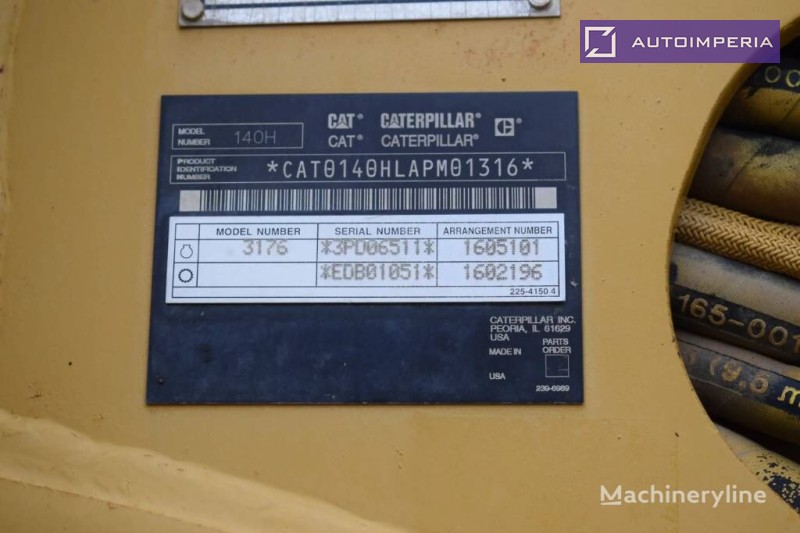 AUTOIMPERIA
MODEL NUMBER 140H
CAT CATERPILLAR® C®
CAT® CATERPILLAR®
PRODUCT IDENTIFICATION NUMBER *CAT0140HLAPM01316*
MODEL NUMBER SERIAL NUMBER ARRANGEMENT NUMBER
3176 *3PD06511* 1605101
*EDB01051* 1602196
225-4150 4
CATERPILLAR INC.
PEORIA, IL 61629
USA
MADE IN
USA
PARTS ORDER
239-6989
165-001
19.0 m
Machineryline